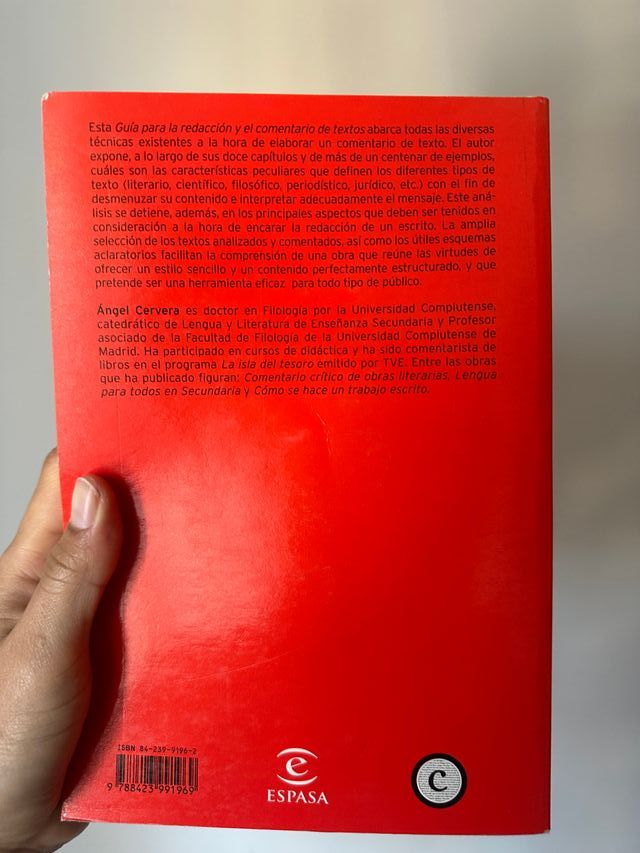 Esta Guía para la redacción y el comentario de textos abarca todas las diversas
técnicas existentes a la hora de elaborar un comentario de texto. El autor
expone, a lo largo de sus doce capítulos y de más de un centenar de ejemplos,
cuáles son las características peculiares que definen los diferentes tipos de
texto (literario, científico, filosófico, periodístico, jurídico, etc.) con el fin de
desmenuzar su contenido e interpretar adecuadamente el mensaje. Este aná-
lisis se detiene, además, en los principales aspectos que deben ser tenidos en
consideración a la hora de encarar la redacción de un escrito. La amplia
selección de los textos analizados y comentados, así como los útiles esquemas
aclaratorios facilitan la comprensión de una obra que reúne las virtudes de
ofrecer un estilo sencillo y un contenido perfectamente estructurado, y que
pretende ser una herramienta eficaz para todo tipo de público.
Ángel Cervera es doctor en Filología por la Universidad Complutense,
catedrático de Lengua y Literatura de Enseñanza Secundaria y Profesor
asociado de la Facultad de Filología de la Universidad Complutense de
Madrid. Ha participado en cursos de didáctica y ha sido comentarista de
libros en el programa La isla del tesoro emitido por TVE. Entre las obras
que ha publicado figuran: Comentario crítico de obras literarias, Lengua
para todos en Secundaria y Cómo se hace un trabajo escrito.
ISBN 84-239-9196-2
9 788423 991969
e
ESPASA
C